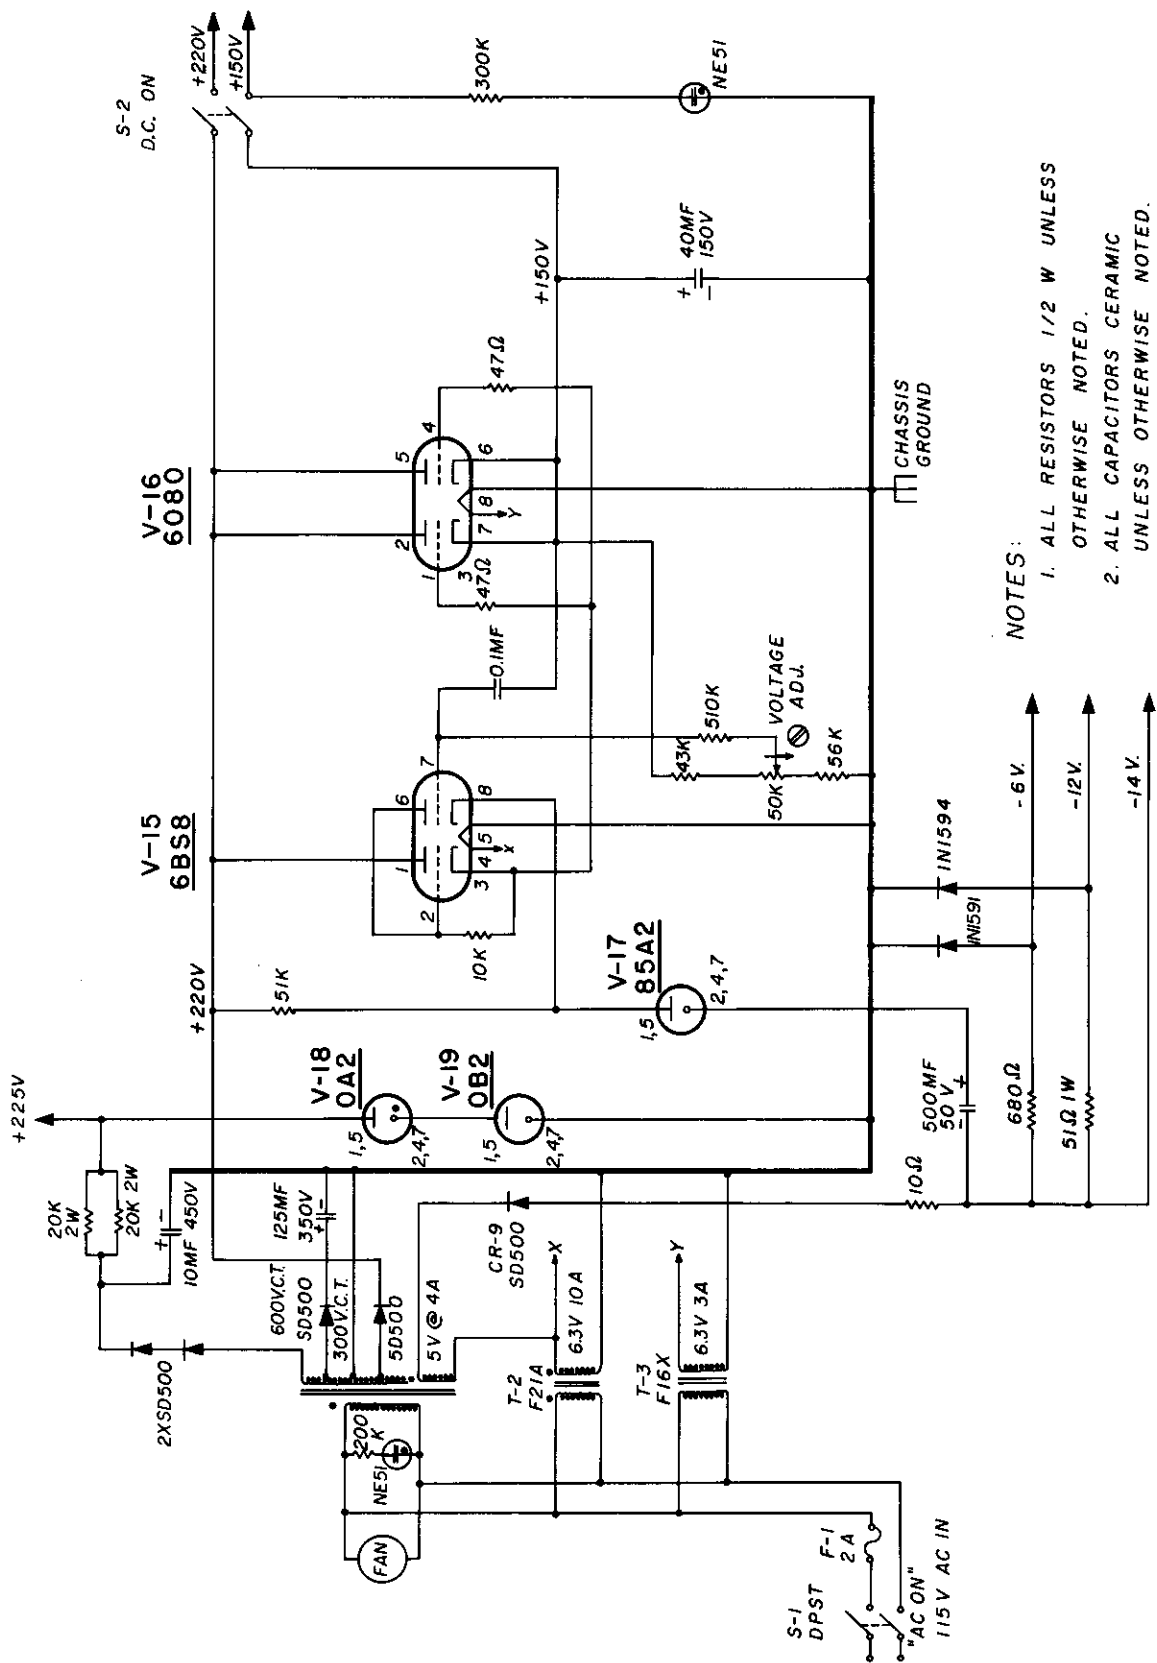 S-2
D.C. ON
+220V
+150V
300K
NE51
+150V
40MF
150V
+
−
V-16
6080
5
4
2
1
6
8
7
3
Y
47Ω
47Ω
CHASSIS
GROUND
0.1MF
V-15
6BS8
6
7
1
2
8
5
4
3
X
10K
510K
43K
VOLTAGE
ADJ.
50K
56K
+220V
51K
V-17
85A2
1,5
2,4,7
1N1594
1N1591
-6V.
-12V.
-14V.
+225V
V-18
0A2
1,5
2,4,7
V-19
0B2
1,5
2,4,7
500MF
50V
+
−
680Ω
51Ω 1W
10Ω
20K
2W
20K 2W
+
−
10MF 450V
125MF
350V
+
−
600V.C.T.
SD500
300V.C.T.
SD500
5V @ 4A
CR-9
SD500
2XSD500
X
6.3V 10A
T-2
F21A
Y
6.3V 3A
T-3
F16X
200
K
NE51
FAN
F-1
2A
S-1
DPST
"AC ON"
115V AC IN
NOTES:
1. ALL RESISTORS 1/2 W UNLESS
OTHERWISE NOTED.
2. ALL CAPACITORS CERAMIC
UNLESS OTHERWISE NOTED.